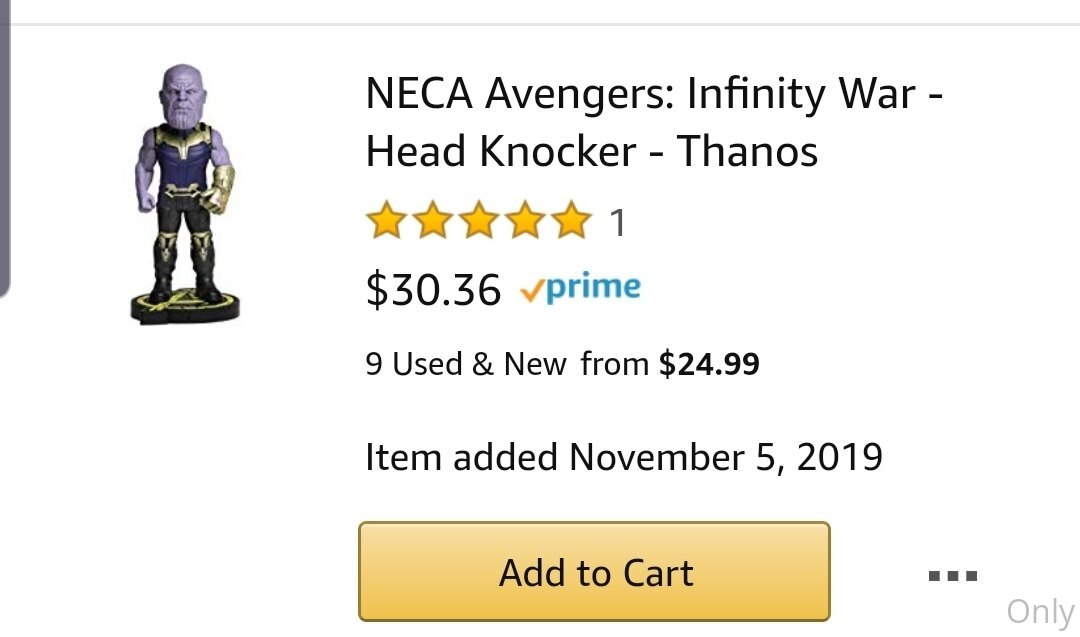 NECA Avengers: Infinity War -
Head Knocker - Thanos
1
$30.36 prime
9 Used & New from $24.99
Item added November 5, 2019
Add to Cart
Only